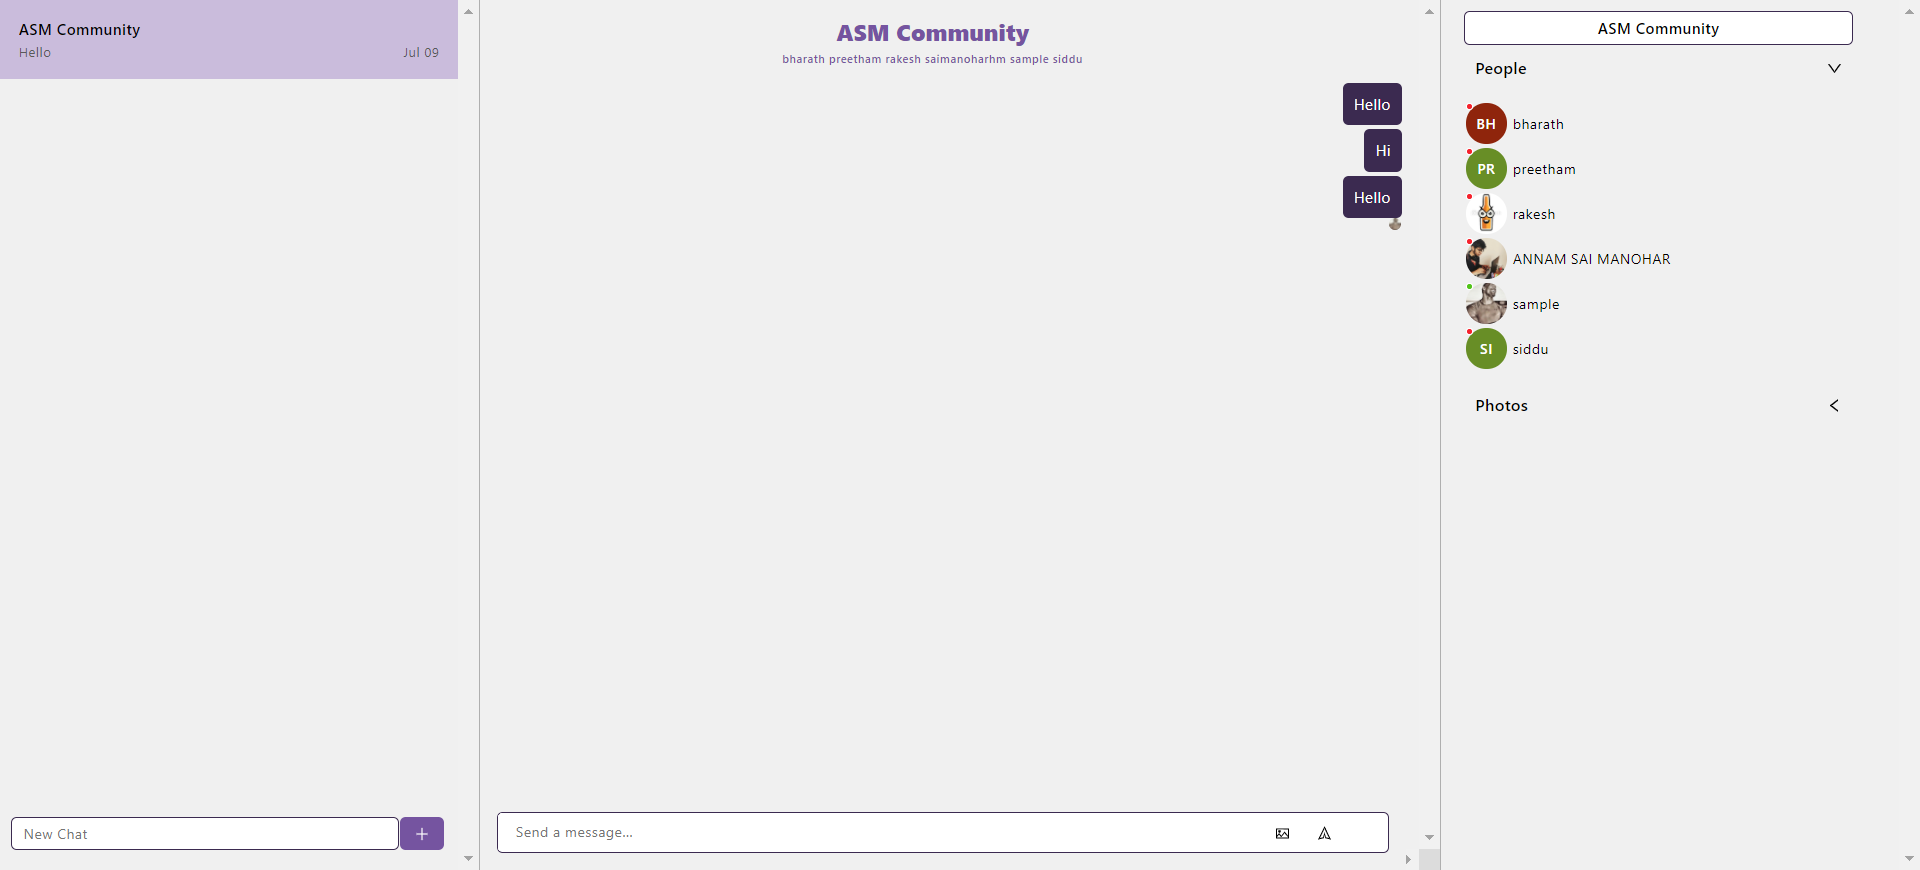 ASM Community
Hello Jul 09
New Chat +
ASM Community
bharath preetham rakesh saimanoharhm sample siddu
Hello
Hi
Hello
Send a message...
ASM Community
People
BH bharath
PR preetham
rakesh
ANNAM SAI MANOHAR
sample
SI siddu
Photos